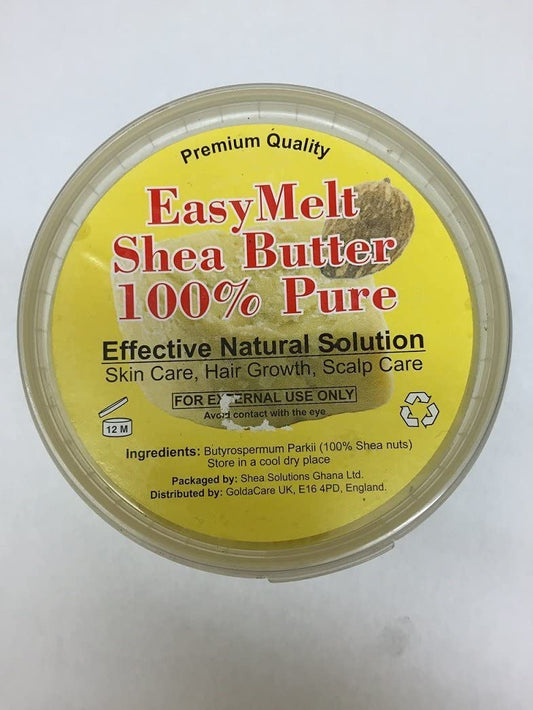 Premium Quality
EasyMelt
Shea Butter
100% Pure
Effective Natural Solution
Skin Care, Hair Growth, Scalp Care
FOR EXTERNAL USE ONLY
Avoid contact with the eye
12 M
Ingredients: Butyrospermum Parkii (100% Shea nuts)
Store in a cool dry place
Packaged by: Shea Solutions Ghana Ltd.
Distributed by: GoldaCare UK, E16 4PD, England.